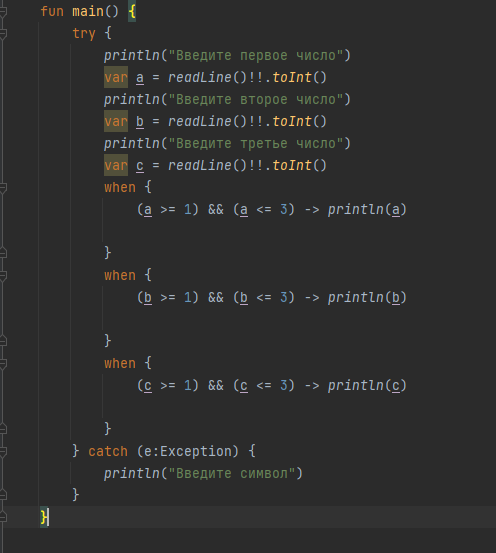 fun main() {
    try {
        println("Введите первое число")
        var a = readLine()!!.toInt()
        println("Введите второе число")
        var b = readLine()!!.toInt()
        println("Введите третье число")
        var c = readLine()!!.toInt()
        when {
            (a >= 1) && (a <= 3) -> println(a)

        }
        when {
            (b >= 1) && (b <= 3) -> println(b)

        }
        when {
            (c >= 1) && (c <= 3) -> println(c)

        }
    } catch (e:Exception) {
        println("Введите символ")
    }
}